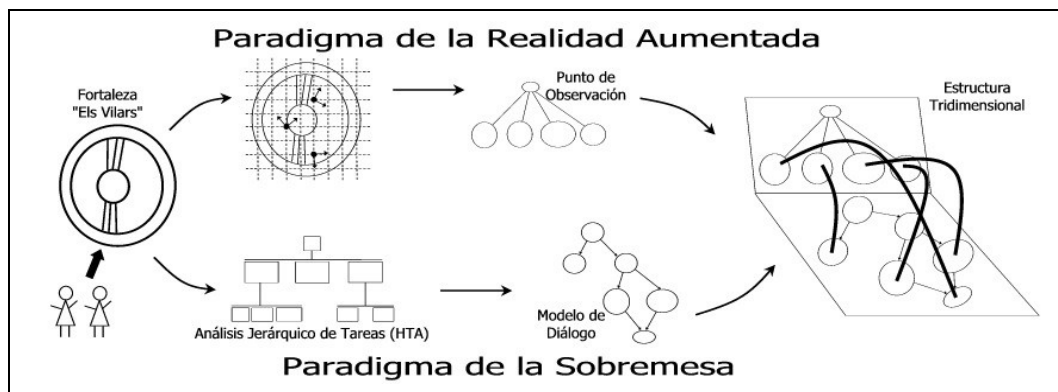 Paradigma de la Realidad Aumentada
Fortaleza
"Els Vilars"
Punto de
Observación
Estructura
Tridimensional
Análisis Jerárquico de Tareas (HTA)
Modelo de
Diálogo
Paradigma de la Sobremesa